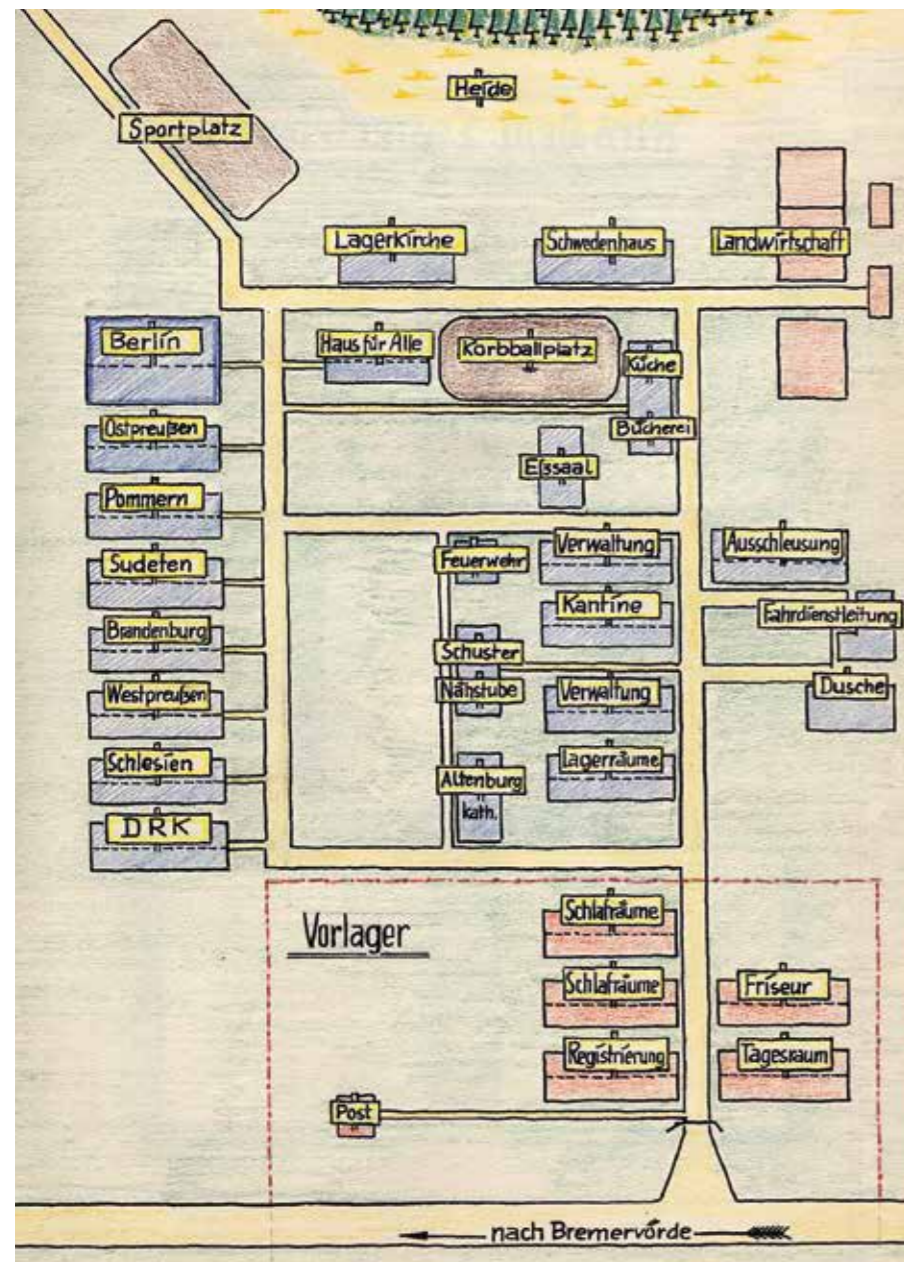 Heide
Sportplatz
Lagerkirche
Schwedenhaus
Landwirtschaft
Berlin
Haus für Alle
Korbballplatz
Küche
Ostpreußen
Bücherei
Eßsaal
Pommern
Feuerwehr
Verwaltung
Ausschleusung
Sudeten
Kantine
Fahrdienstleitung
Brandenburg
Schuster
Nähstube
Westpreußen
Verwaltung
Dusche
Schlesien
Altenburg
kath.
Lagerräume
DRK
Vorlager
Schlafräume
Schlafräume
Friseur
Registrierung
Tagesraum
Post
nach Bremervörde